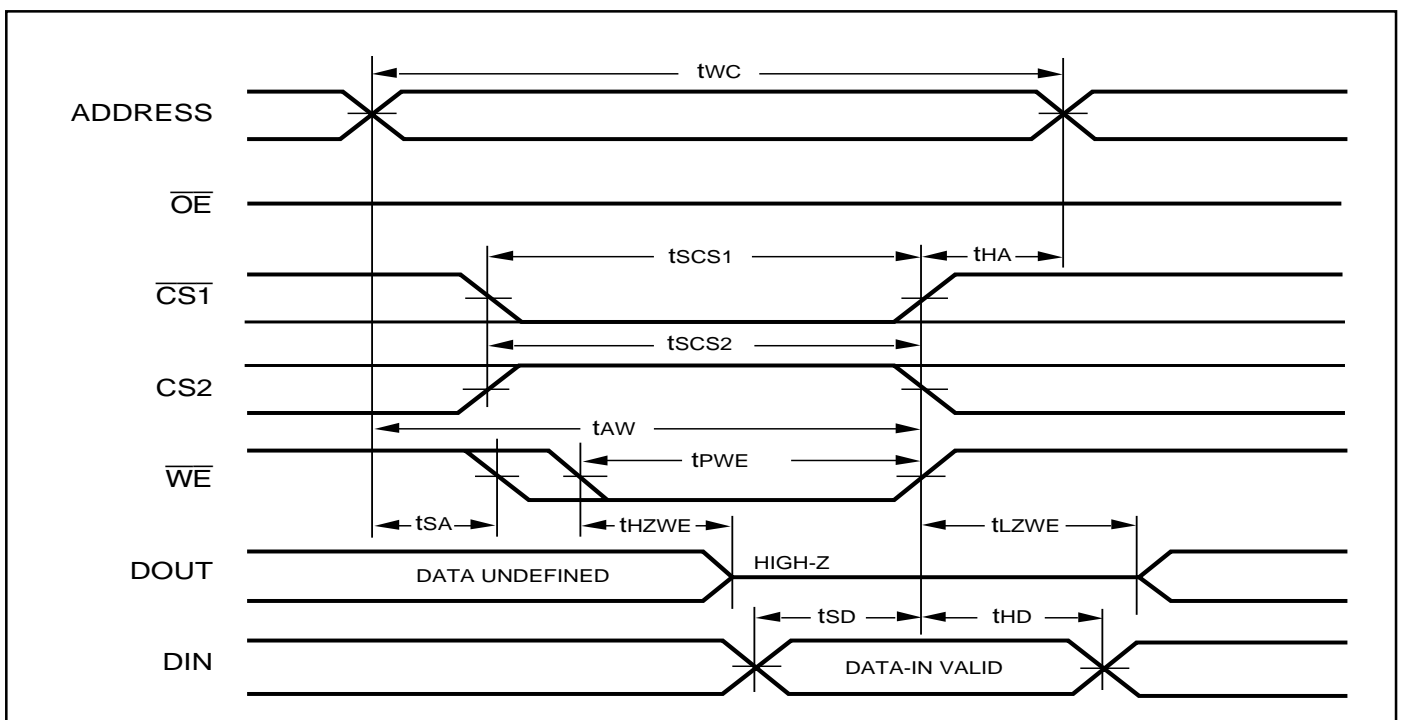 tWC
ADDRESS
OE
tSCS1
tHA
CS1
tSCS2
CS2
tAW
tPWE
WE
tSA
tHZWE
tLZWE
DOUT
DATA UNDEFINED
HIGH-Z
tSD
tHD
DIN
DATA-IN VALID